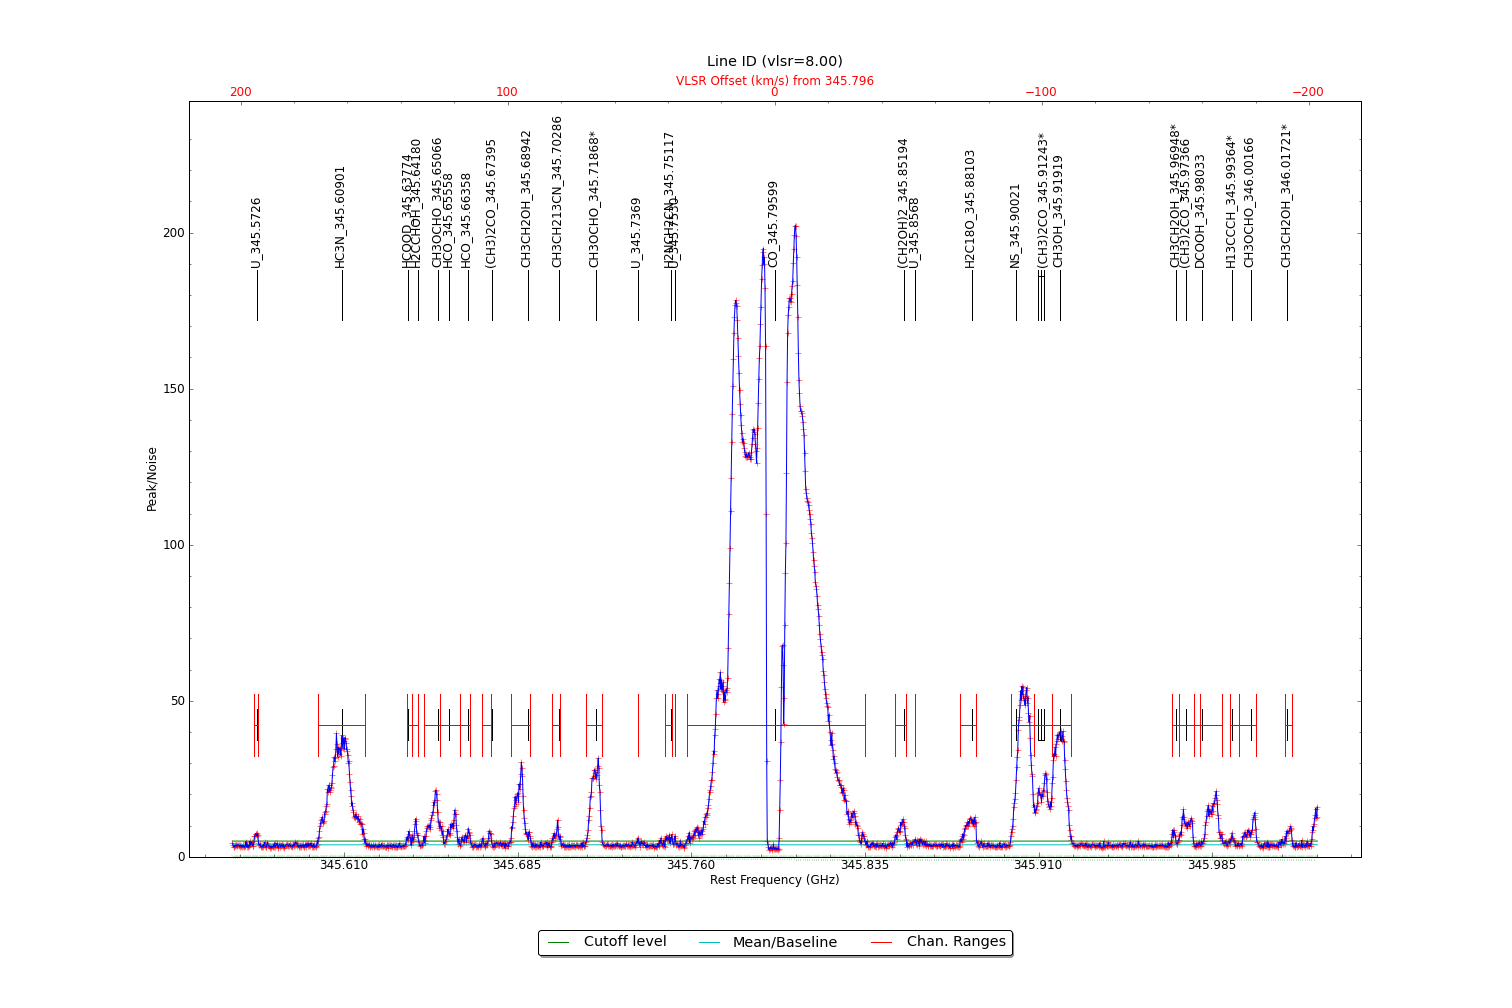 Line ID (vlsr=8.00)
VLSR Offset (km/s) from 345.796
200 100 0 −100 −200
U_345.5726
HC3N_345.60901
HCOOD_345.63774
H2CCHOH_345.64180
CH3OCHO_345.65066
HCO_345.65558
HCO_345.66358
(CH3)2CO_345.67395
CH3CH2OH_345.68942
CH3CH213CN_345.70286
CH3OCHO_345.71868*
U_345.7369
H2NCH2CN_345.75117
U_345.7530
CO_345.79599
(CH2OH)2_345.85194
U_345.8568
H2C18O_345.88103
NS_345.90021
(CH3)2CO_345.91243*
CH3OH_345.91919
CH3CH2OH_345.96948*
(CH3)2CO_345.97366
DCOOH_345.98033
H13CCCH_345.99364*
CH3OCHO_346.00166
CH3CH2OH_346.01721*
200
150
100
50
0
Peak/Noise
345.610 345.685 345.760 345.835 345.910 345.985
Rest Frequency (GHz)
Cutoff level Mean/Baseline Chan. Ranges